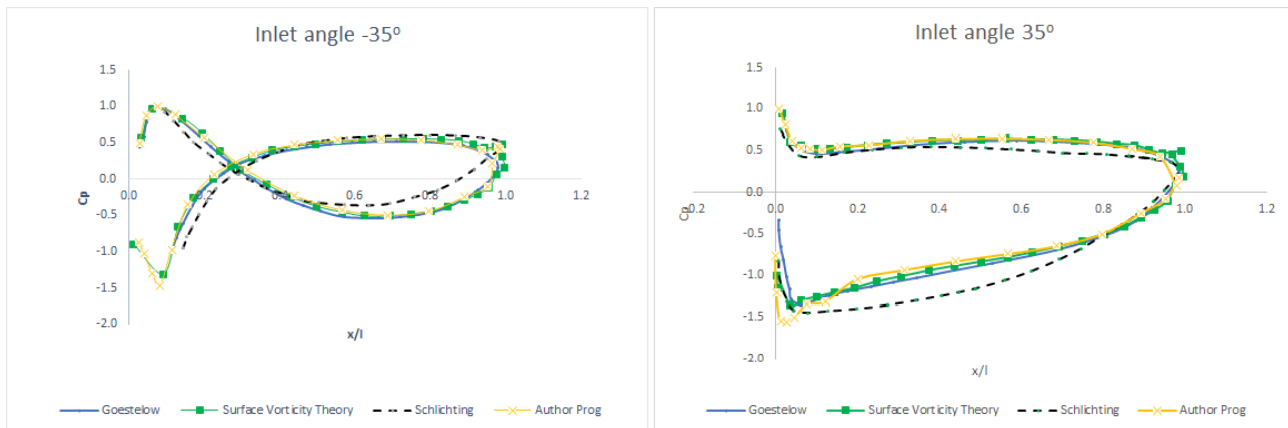 Inlet angle -35°
Cp
1.5
1.0
0.5
0.0
-0.5
-1.0
-1.5
-2.0
0.0
0.2
0.4
0.6
0.8
1.0
1.2
x/l
Goestelow
Surface Vorticity Theory
Schlichting
Author Prog
Inlet angle 35°
Cp
1.5
1.0
0.5
0.0
-0.5
-1.0
-1.5
-2.0
-0.2
0.0
0.2
0.4
0.6
0.8
1.0
1.2
x/l
Goestelow
Surface Vorticity Theory
Schlichting
Author Prog